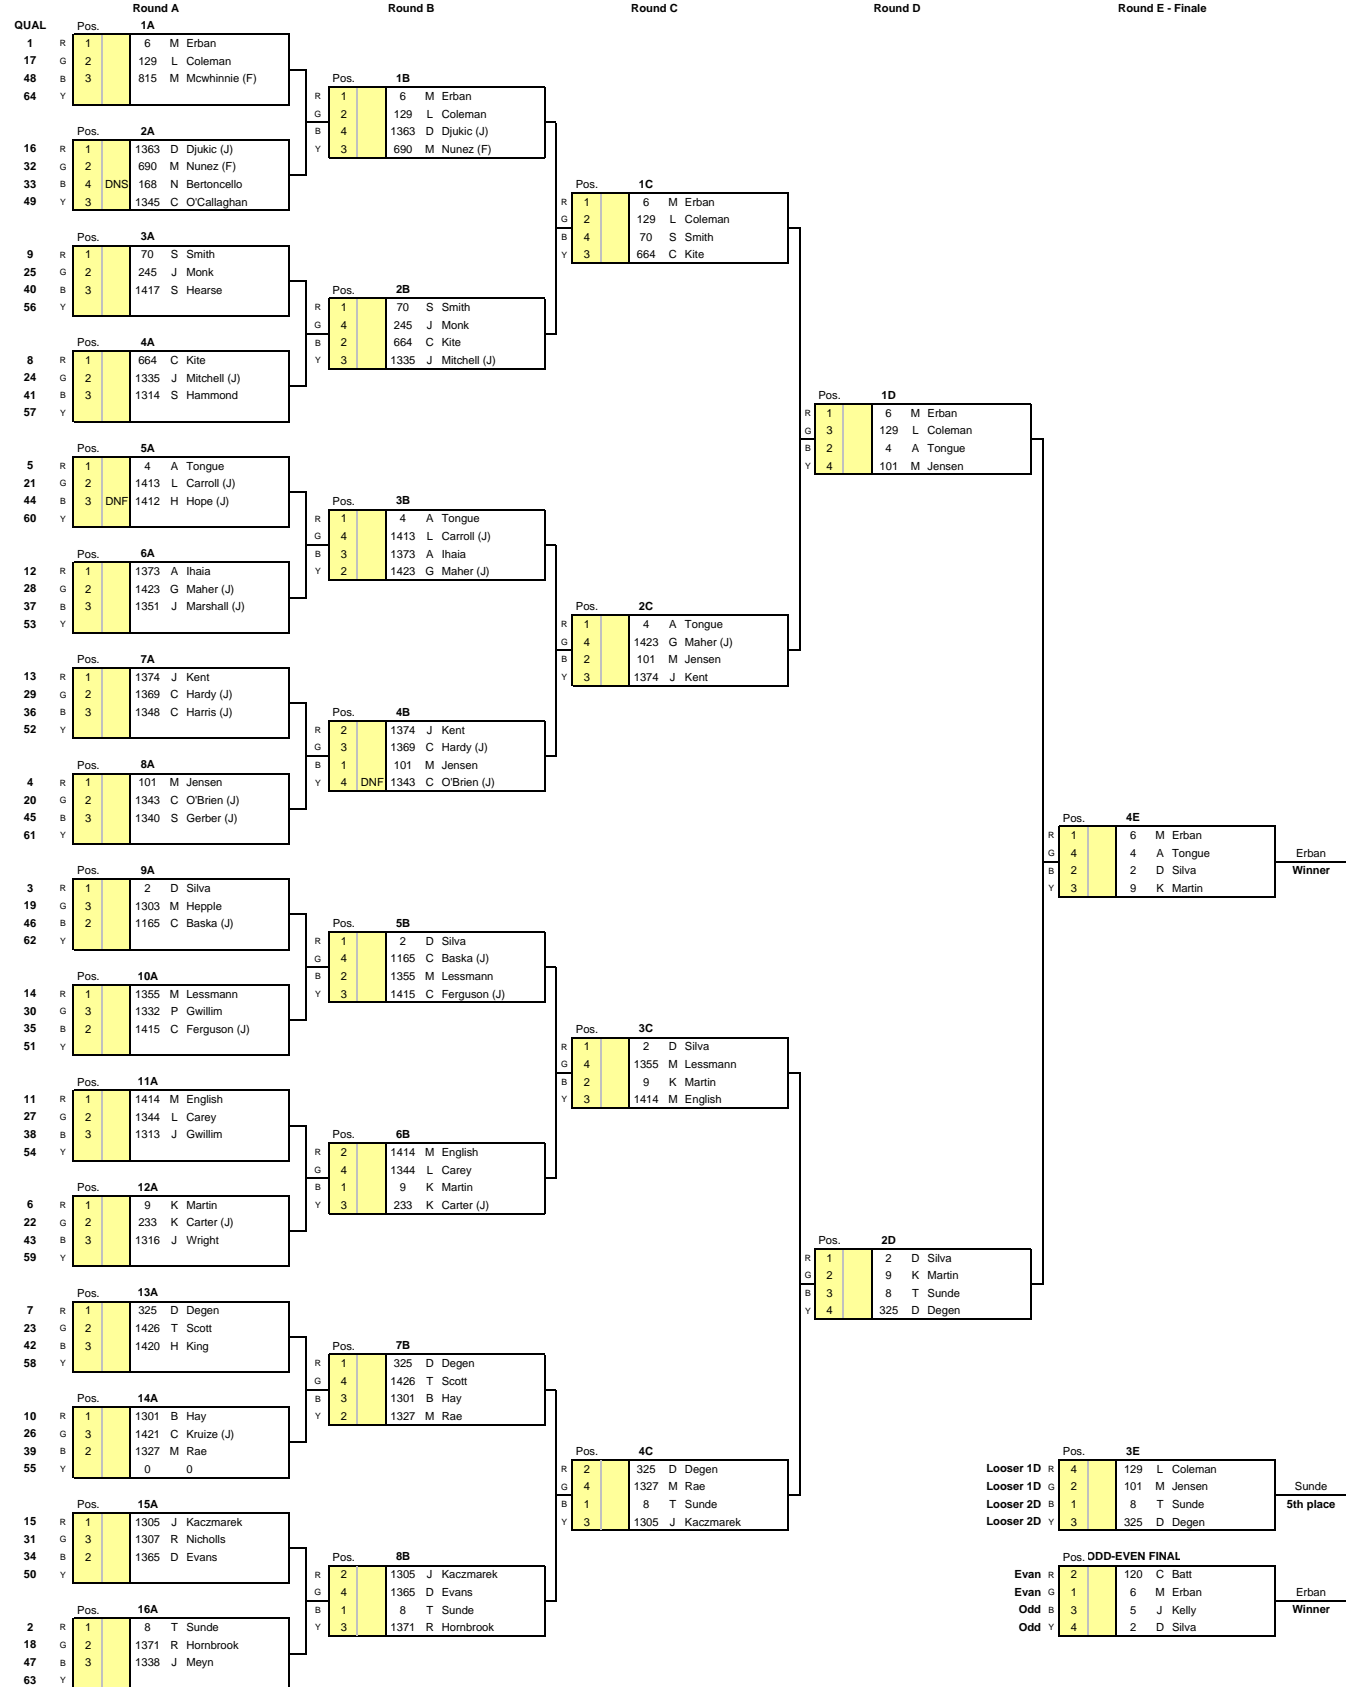 Round A Round B Round C Round D Round E - Finale
QUAL Pos. 1A
1 R 1 6 M Erban
17 G 2 129 L Coleman
48 B 3 815 M Mcwhinnie (F)
64 Y
Pos. 2A
16 R 1 1363 D Djukic (J)
32 G 2 690 M Nunez (F)
33 B 4 DNS 168 N Bertoncello
49 Y 3 1345 C O'Callaghan
Pos. 3A
9 R 1 70 S Smith
25 G 2 245 J Monk
40 B 3 1417 S Hearse
56 Y
Pos. 4A
8 R 1 664 C Kite
24 G 2 1335 J Mitchell (J)
41 B 3 1314 S Hammond
57 Y
Pos. 5A
5 R 1 4 A Tongue
21 G 2 1413 L Carroll (J)
44 B 3 DNF 1412 H Hope (J)
60 Y
Pos. 6A
12 R 1 1373 A Ihaia
28 G 2 1423 G Maher (J)
37 B 3 1351 J Marshall (J)
53 Y
Pos. 7A
13 R 1 1374 J Kent
29 G 2 1369 C Hardy (J)
36 B 3 1348 C Harris (J)
52 Y
Pos. 8A
4 R 1 101 M Jensen
20 G 2 1343 C O'Brien (J)
45 B 3 1340 S Gerber (J)
61 Y
Pos. 9A
3 R 1 2 D Silva
19 G 3 1303 M Hepple
46 B 2 1165 C Baska (J)
62 Y
Pos. 10A
14 R 1 1355 M Lessmann
30 G 3 1332 P Gwillim
35 B 2 1415 C Ferguson (J)
51 Y
Pos. 11A
11 R 1 1414 M English
27 G 2 1344 L Carey
38 B 3 1313 J Gwillim
54 Y
Pos. 12A
6 R 1 9 K Martin
22 G 2 233 K Carter (J)
43 B 3 1316 J Wright
59 Y
Pos. 13A
7 R 1 325 D Degen
23 G 2 1426 T Scott
42 B 3 1420 H King
58 Y
Pos. 14A
10 R 1 1301 B Hay
26 G 3 1421 C Kruize (J)
39 B 2 1327 M Rae
55 Y 0 0
Pos. 15A
15 R 1 1305 J Kaczmarek
31 G 3 1307 R Nicholls
34 B 2 1365 D Evans
50 Y
Pos. 16A
2 R 1 8 T Sunde
18 G 2 1371 R Hornbrook
47 B 3 1338 J Meyn
63 Y
Pos. 1B
R 1 6 M Erban
G 2 129 L Coleman
B 4 1363 D Djukic (J)
Y 3 690 M Nunez (F)
Pos. 2B
R 1 70 S Smith
G 4 245 J Monk
B 2 664 C Kite
Y 3 1335 J Mitchell (J)
Pos. 3B
R 1 4 A Tongue
G 4 1413 L Carroll (J)
B 3 1373 A Ihaia
Y 2 1423 G Maher (J)
Pos. 4B
R 2 1374 J Kent
G 3 1369 C Hardy (J)
B 1 101 M Jensen
Y 4 DNF 1343 C O'Brien (J)
Pos. 5B
R 1 2 D Silva
G 4 1165 C Baska (J)
B 2 1355 M Lessmann
Y 3 1415 C Ferguson (J)
Pos. 6B
R 2 1414 M English
G 4 1344 L Carey
B 1 9 K Martin
Y 3 233 K Carter (J)
Pos. 7B
R 1 325 D Degen
G 4 1426 T Scott
B 3 1301 B Hay
Y 2 1327 M Rae
Pos. 8B
R 2 1305 J Kaczmarek
G 4 1365 D Evans
B 1 8 T Sunde
Y 3 1371 R Hornbrook
Pos. 1C
R 1 6 M Erban
G 2 129 L Coleman
B 4 70 S Smith
Y 3 664 C Kite
Pos. 2C
R 1 4 A Tongue
G 4 1423 G Maher (J)
B 2 101 M Jensen
Y 3 1374 J Kent
Pos. 3C
R 1 2 D Silva
G 4 1355 M Lessmann
B 2 9 K Martin
Y 3 1414 M English
Pos. 4C
R 2 325 D Degen
G 4 1327 M Rae
B 1 8 T Sunde
Y 3 1305 J Kaczmarek
Pos. 1D
R 1 6 M Erban
G 3 129 L Coleman
B 2 4 A Tongue
Y 4 101 M Jensen
Pos. 2D
R 1 2 D Silva
G 2 9 K Martin
B 3 8 T Sunde
Y 4 325 D Degen
Pos. 4E
R 1 6 M Erban
G 4 4 A Tongue Erban
B 2 2 D Silva Winner
Y 3 9 K Martin
Pos. 3E
Looser 1D R 4 129 L Coleman
Looser 1D G 2 101 M Jensen Sunde
Looser 2D B 1 8 T Sunde 5th place
Looser 2D Y 3 325 D Degen
Pos. ODD-EVEN FINAL
Evan R 2 120 C Batt
Evan G 1 6 M Erban Erban
Odd B 3 5 J Kelly Winner
Odd Y 4 2 D Silva